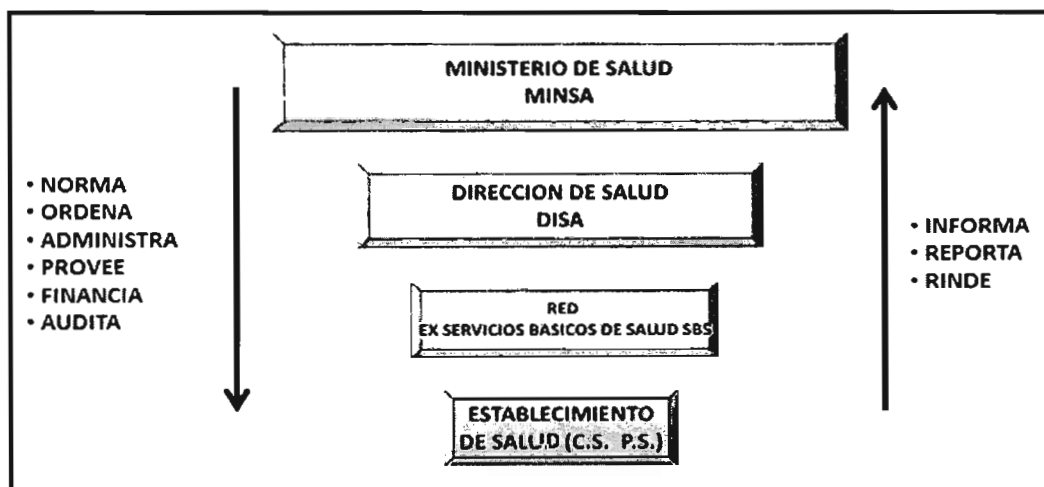 MINISTERIO DE SALUD
MINSA
DIRECCION DE SALUD
DISA
RED
EX SERVICIOS BASICOS DE SALUD SBS
ESTABLECIMIENTO
DE SALUD (C.S. P.S.)
• NORMA
• ORDENA
• ADMINISTRA
• PROVEE
• FINANCIA
• AUDITA
• INFORMA
• REPORTA
• RINDE